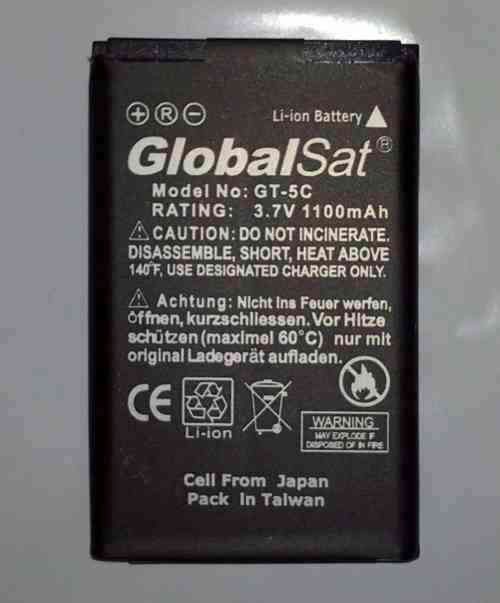 + R − Li-ion Battery
GlobalSat®
Model No: GT-5C
RATING: 3.7V 1100mAh
CAUTION: DO NOT INCINERATE.
DISASSEMBLE, SHORT, HEAT ABOVE
140°F, USE DESIGNATED CHARGER ONLY.
Achtung: Nicht ins Feuer werfen,
öffnen, kurzschliessen. Vor Hitze
schützen (maximel 60°C) nur mit
original Ladegerät aufladen.
CE
Li-ion
WARNING
MAY EXPLODE IF
DISPOSED OF IN FIRE
Cell From Japan
Pack in Taiwan